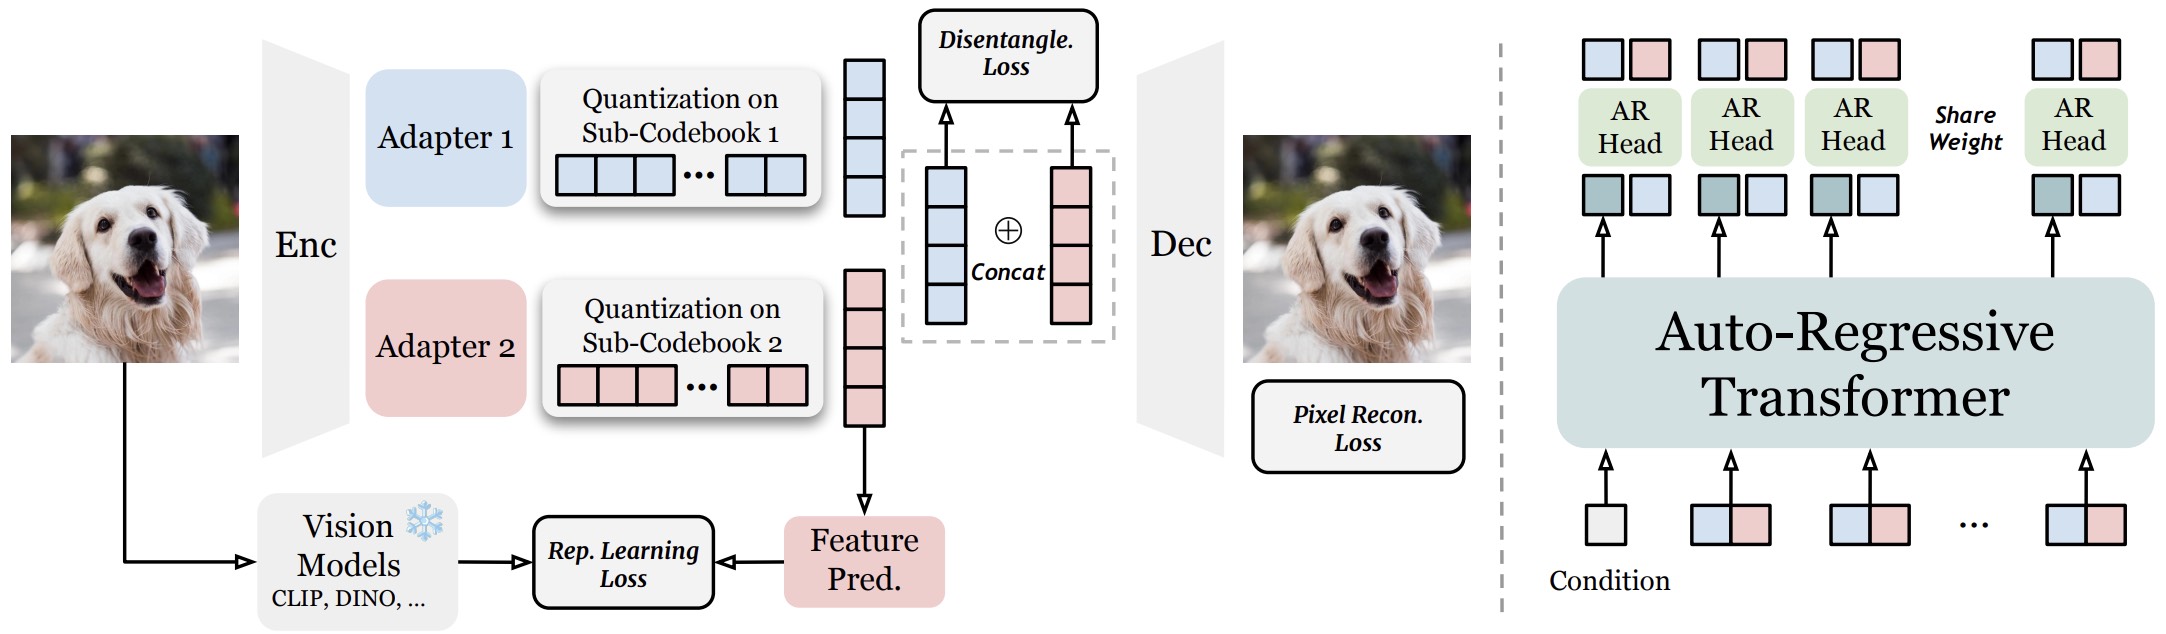 Enc
Adapter 1
Quantization on
Sub-Codebook 1
...
Adapter 2
Quantization on
Sub-Codebook 2
...
Disentangle.
Loss
Concat
Dec
Pixel Recon.
Loss
Vision
Models
CLIP, DINO, ...
Rep. Learning
Loss
Feature
Pred.
AR
Head
AR
Head
AR
Head
Share
Weight
AR
Head
Auto-Regressive
Transformer
...
Condition